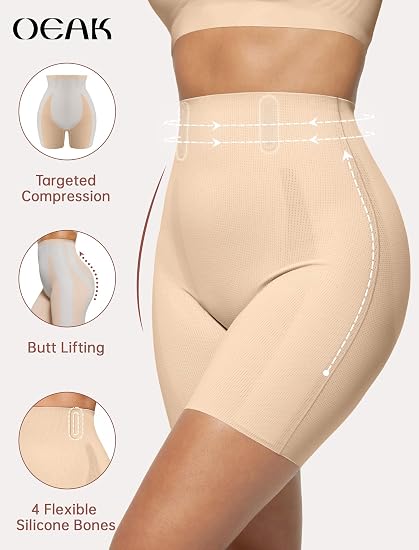 OEAK
Targeted
Compression
Butt Lifting
4 Flexible
Silicone Bones